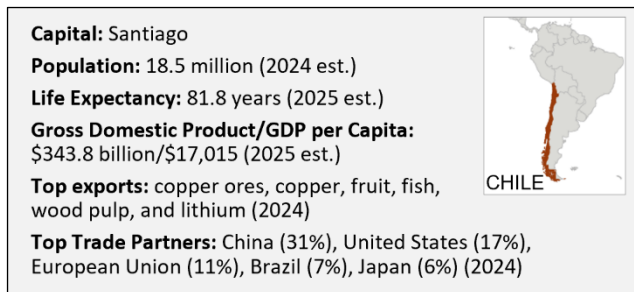 Capital: Santiago
Population: 18.5 million (2024 est.)
Life Expectancy: 81.8 years (2025 est.)
Gross Domestic Product/GDP per Capita:
$343.8 billion/$17,015 (2025 est.)
Top exports: copper ores, copper, fruit, fish,
wood pulp, and lithium (2024)
Top Trade Partners: China (31%), United States (17%),
European Union (11%), Brazil (7%), Japan (6%) (2024)
CHILE